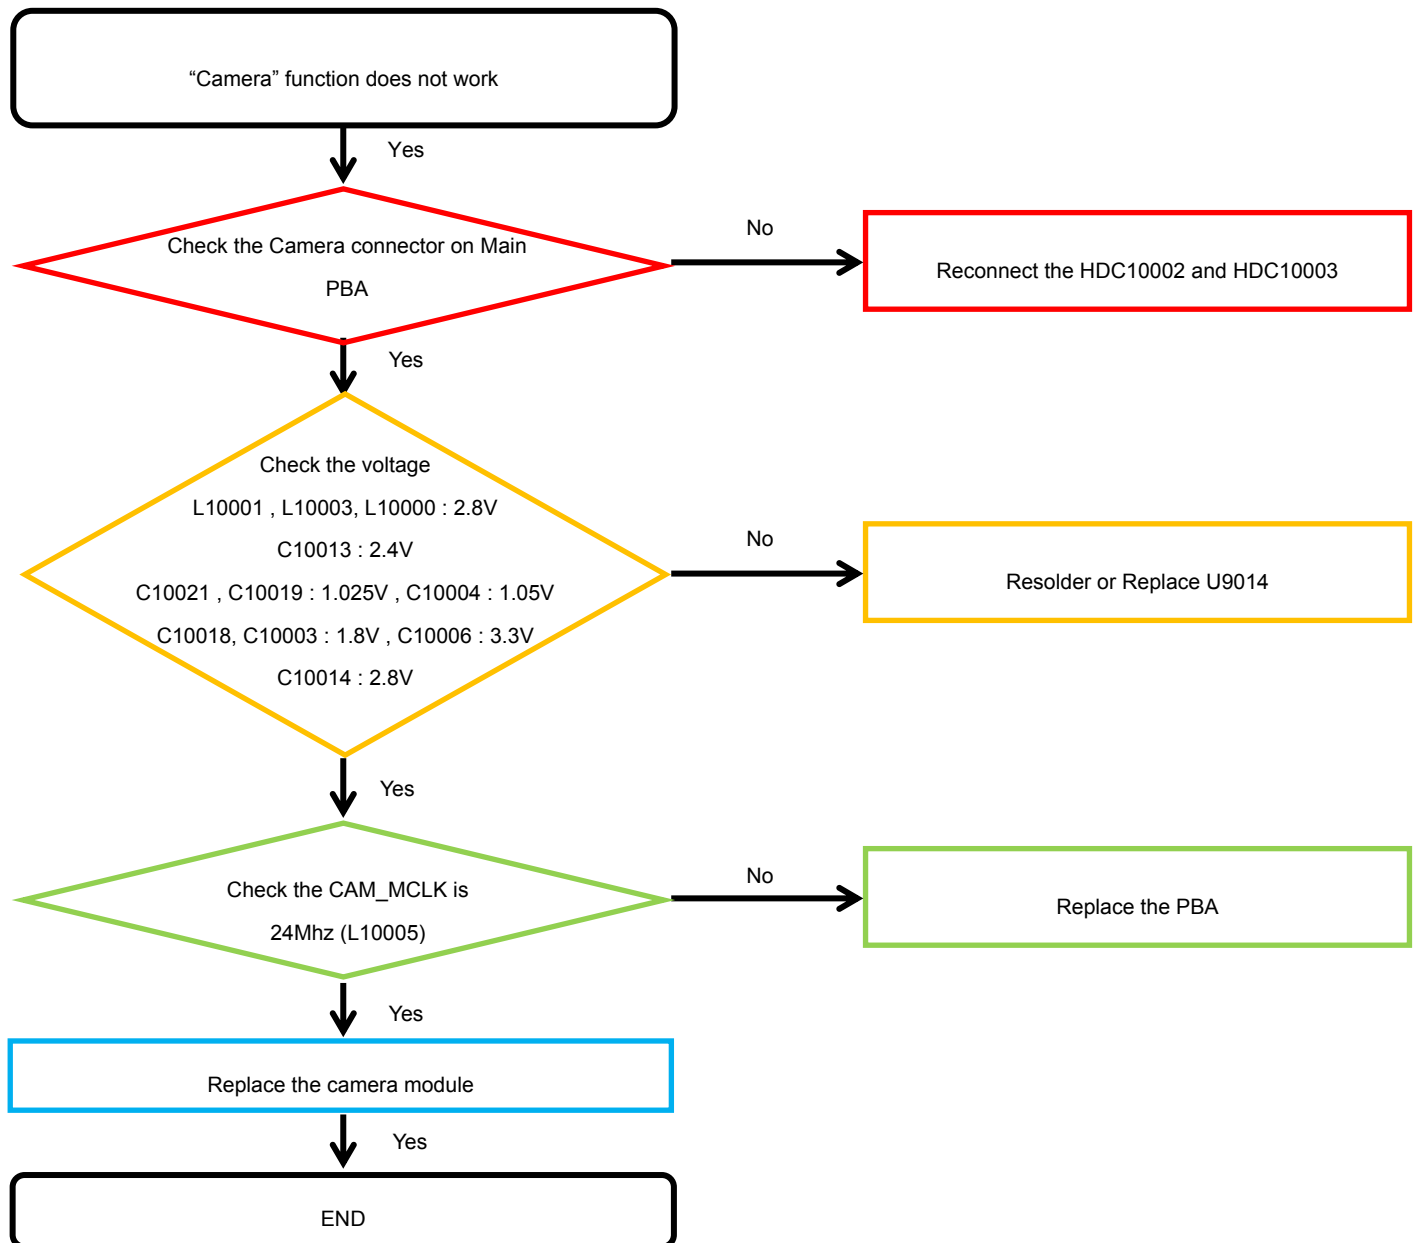 “Camera” function does not work
Yes
Check the Camera connector on Main
PBA
No
Reconnect the HDC10002 and HDC10003
Yes
Check the voltage
L10001 , L10003, L10000 : 2.8V
C10013 : 2.4V
C10021 , C10019 : 1.025V , C10004 : 1.05V
C10018, C10003 : 1.8V , C10006 : 3.3V
C10014 : 2.8V
No
Resolder or Replace U9014
Yes
Check the CAM_MCLK is
24Mhz (L10005)
No
Replace the PBA
Yes
Replace the camera module
Yes
END